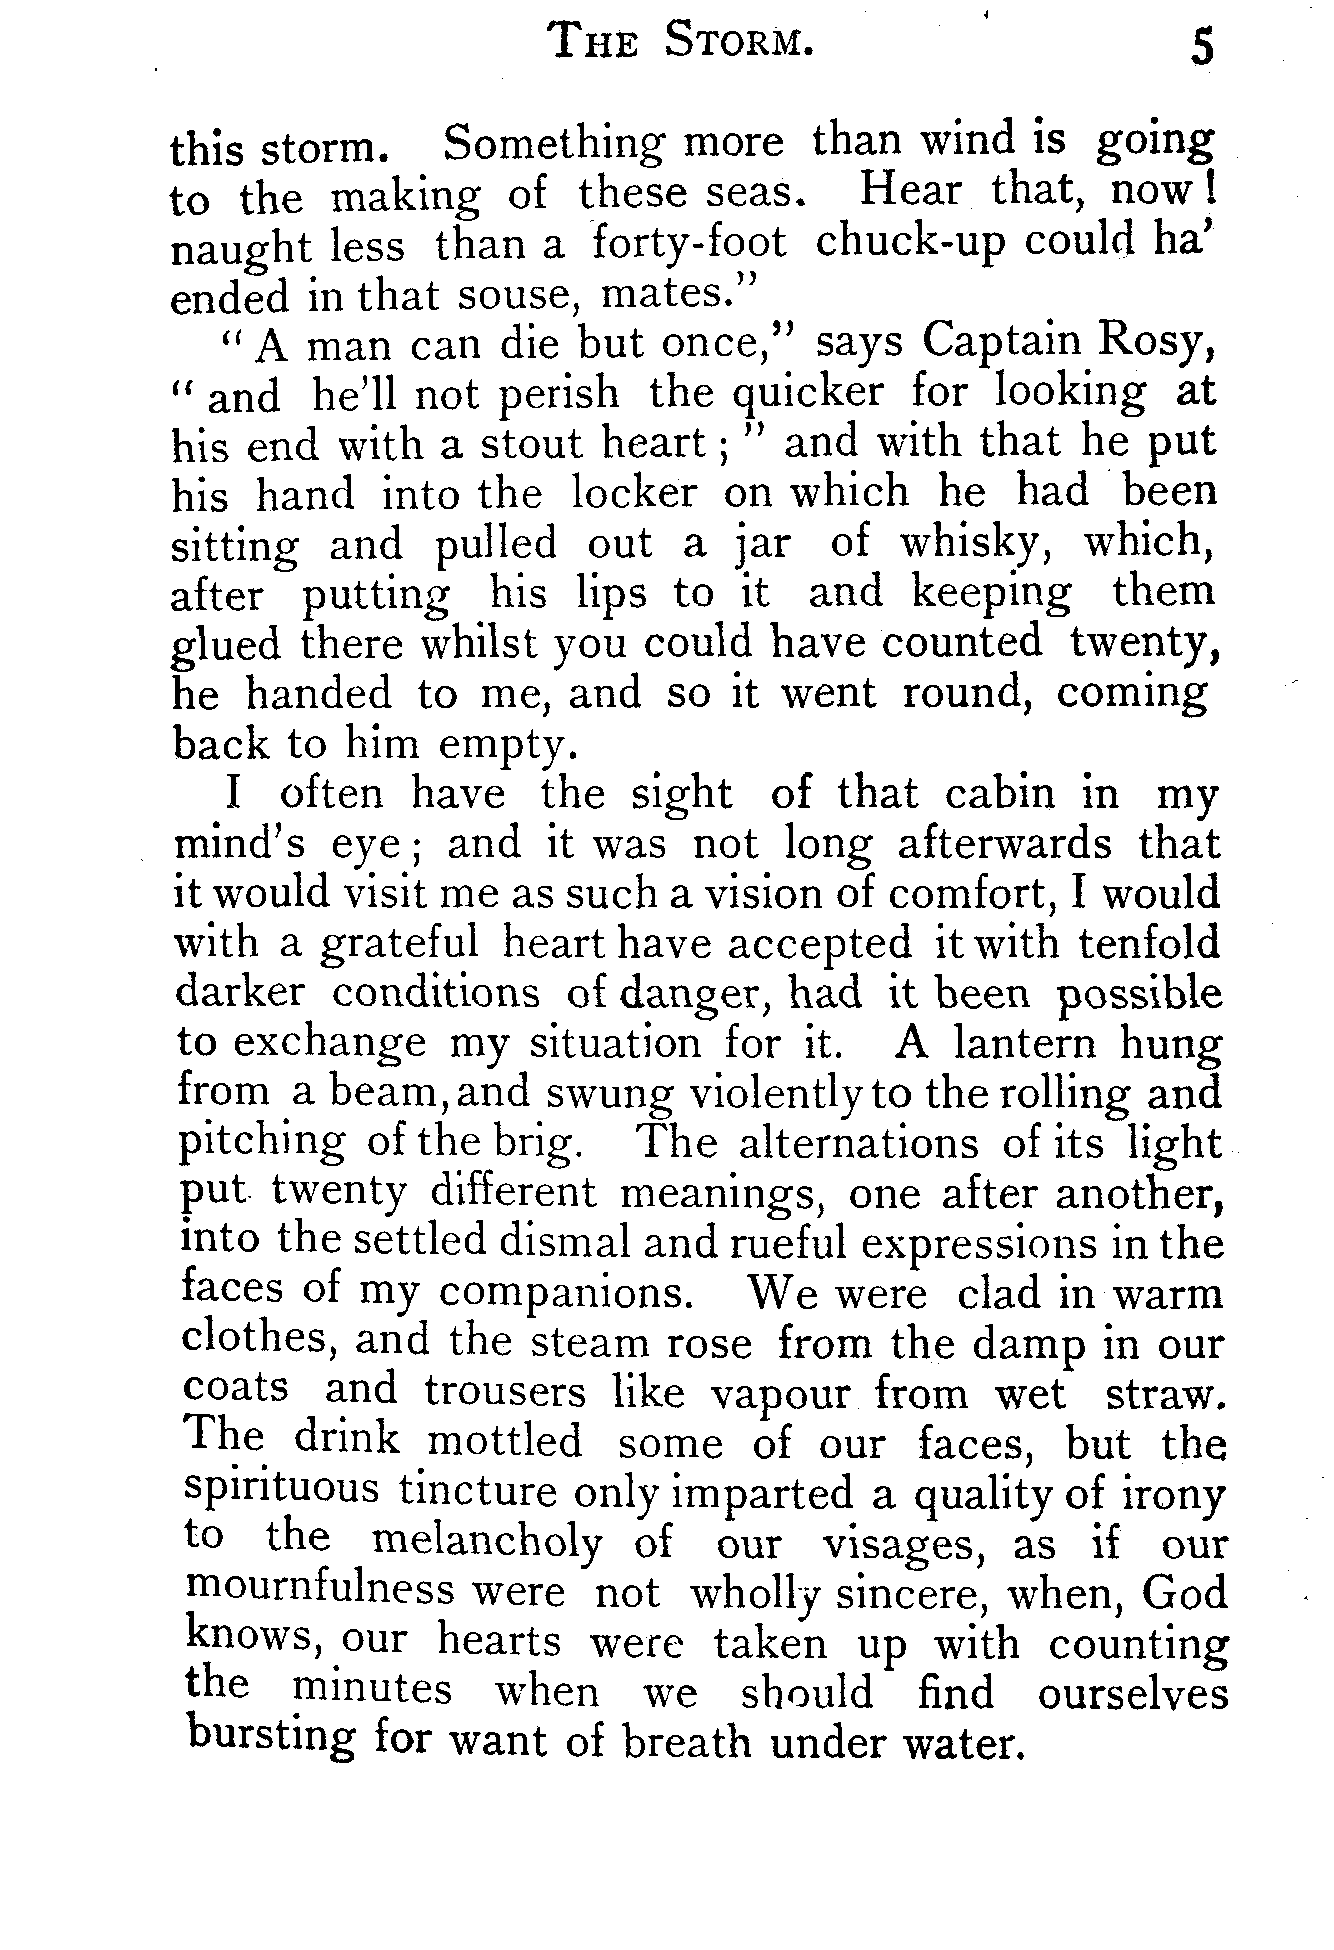 THE STORM. 5
this storm. Something more than wind is going
to the making of these seas. Hear that, now!
naught less than a forty-foot chuck-up could ha'
ended in that souse, mates."
"A man can die but once," says Captain Rosy,
"and he'll not perish the quicker for looking at
his end with a stout heart;" and with that he put
his hand into the locker on which he had been
sitting and pulled out a jar of whisky, which,
after putting his lips to it and keeping them
glued there whilst you could have counted twenty,
he handed to me, and so it went round, coming
back to him empty.
I often have the sight of that cabin in my
mind's eye; and it was not long afterwards that
it would visit me as such a vision of comfort, I would
with a grateful heart have accepted it with tenfold
darker conditions of danger, had it been possible
to exchange my situation for it. A lantern hung
from a beam, and swung violently to the rolling and
pitching of the brig. The alternations of its light
put twenty different meanings, one after another,
into the settled dismal and rueful expressions in the
faces of my companions. We were clad in warm
clothes, and the steam rose from the damp in our
coats and trousers like vapour from wet straw.
The drink mottled some of our faces, but the
spirituous tincture only imparted a quality of irony
to the melancholy of our visages, as if our
mournfulness were not wholly sincere, when, God
knows, our hearts were taken up with counting
the minutes when we should find ourselves
bursting for want of breath under water.